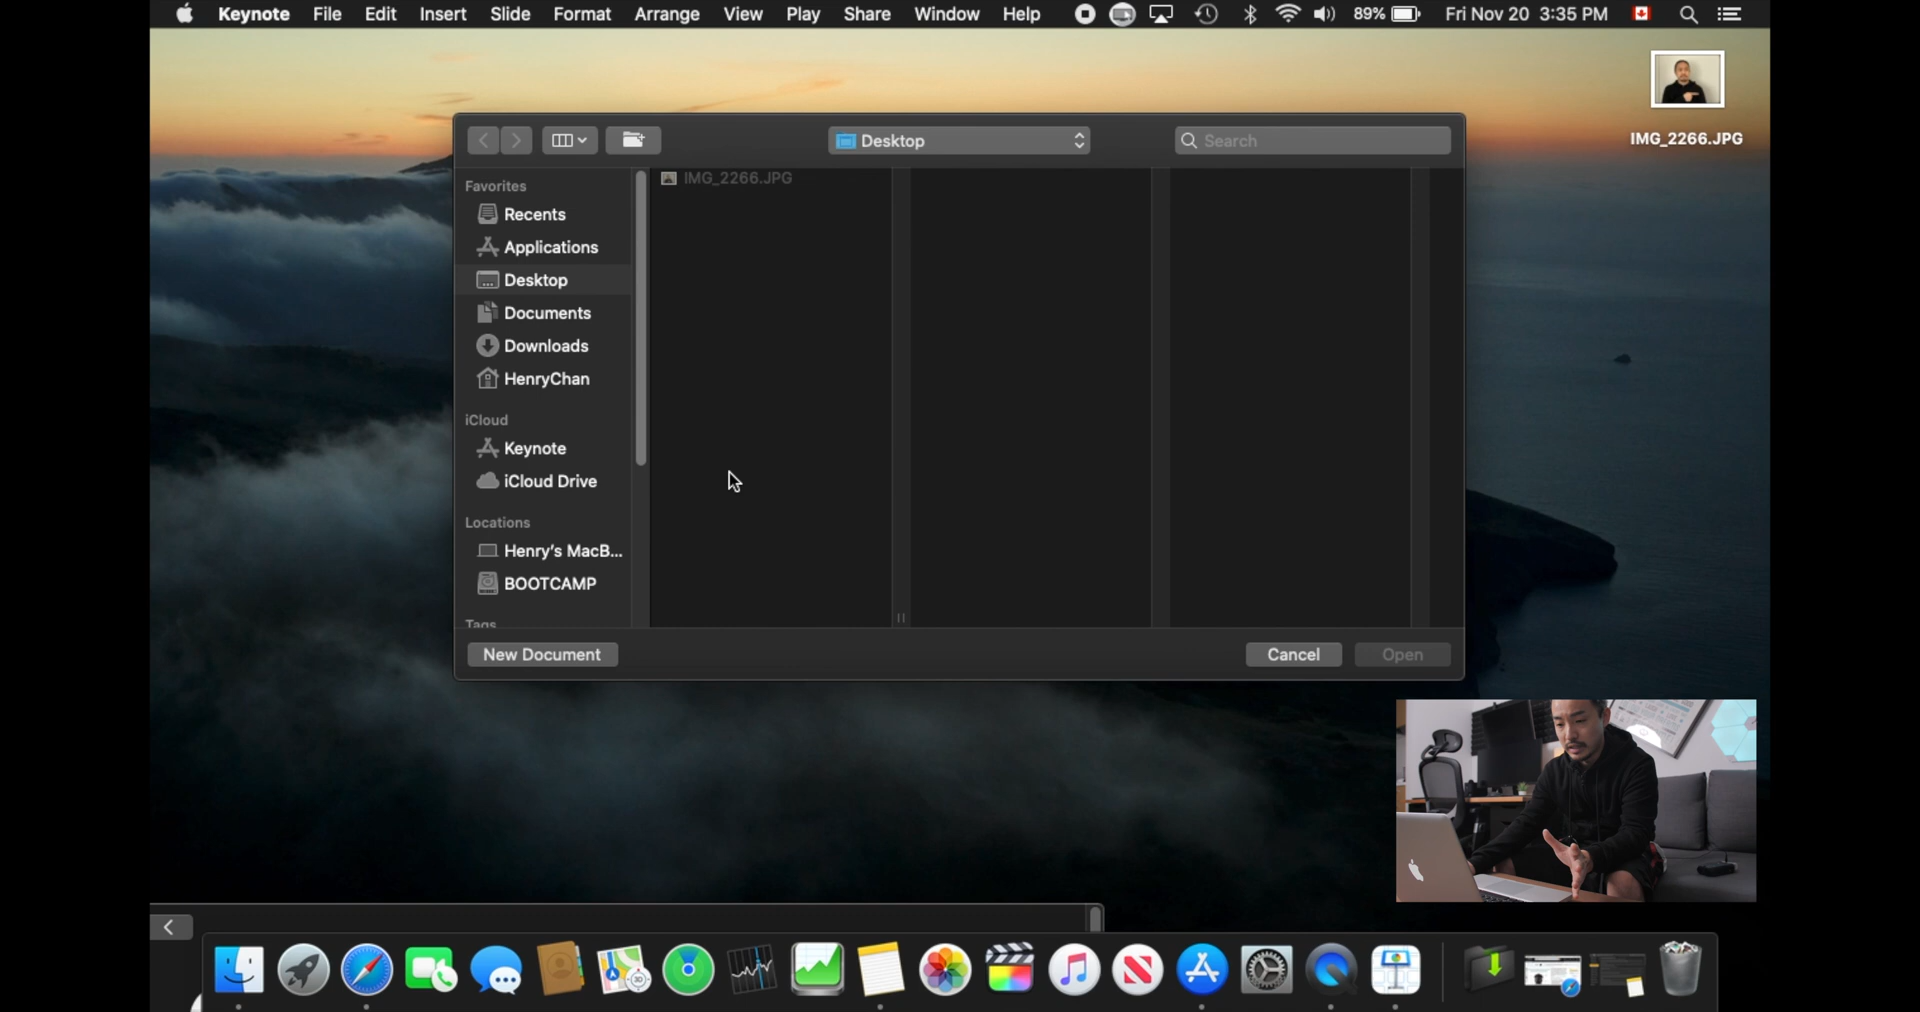 Keynote File Edit Insert Slide Format Arrange View Play Share Window Help 89% Fri Nov 20 3:35 PM
IMG_2266.JPG
Desktop
Search
Favorites
Recents
Applications
Desktop
Documents
Downloads
HenryChan
iCloud
Keynote
iCloud Drive
Locations
Henry's MacB...
BOOTCAMP
Tags
IMG_2266.JPG
New Document
Cancel
Open